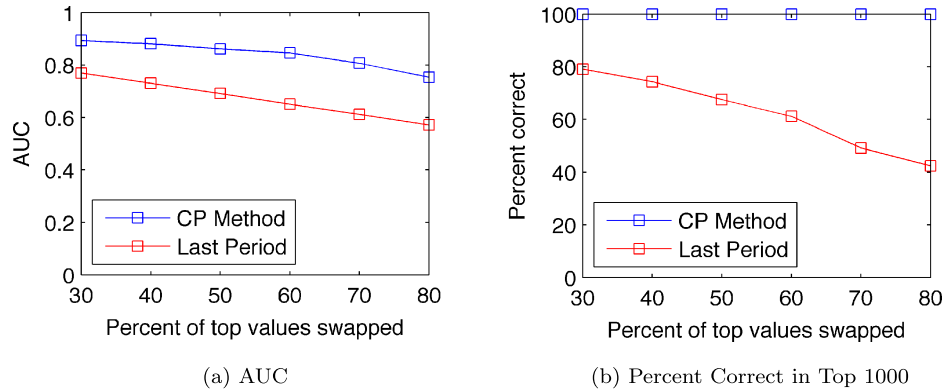 1
0.8
0.6
0.4
0.2
0
AUC
30 40 50 60 70 80
Percent of top values swapped
CP Method
Last Period
(a) AUC
100
80
60
40
20
0
Percent correct
30 40 50 60 70 80
Percent of top values swapped
CP Method
Last Period
(b) Percent Correct in Top 1000